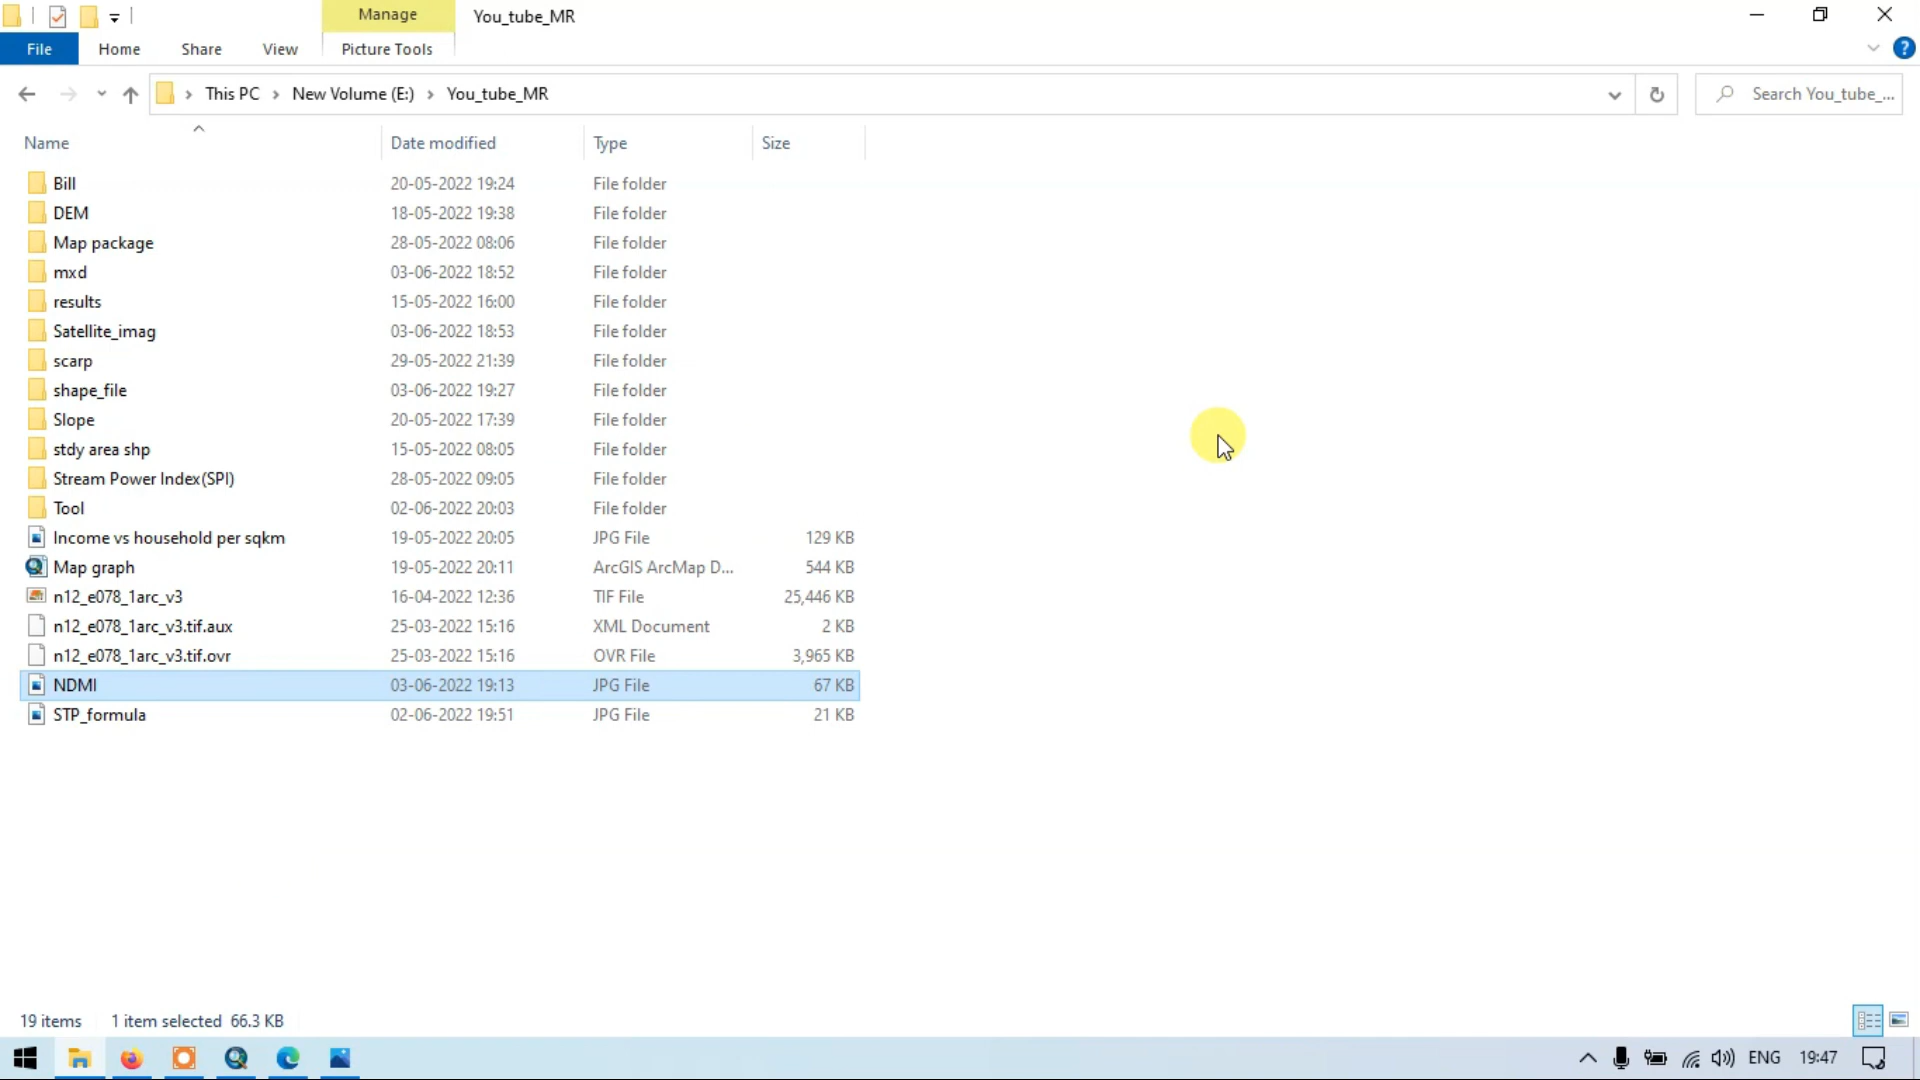 Manage You_tube_MR
File Home Share View Picture Tools
This PC New Volume (E:) You_tube_MR Search You_tube_...
Name Date modified Type Size
Bill 20-05-2022 19:24 File folder
DEM 18-05-2022 19:38 File folder
Map package 28-05-2022 08:06 File folder
mxd 03-06-2022 18:52 File folder
results 15-05-2022 16:00 File folder
Satellite_imag 03-06-2022 18:53 File folder
scarp 29-05-2022 21:39 File folder
shape_file 03-06-2022 19:27 File folder
Slope 20-05-2022 17:39 File folder
stdy area shp 15-05-2022 08:05 File folder
Stream Power Index(SPI) 28-05-2022 09:05 File folder
Tool 02-06-2022 20:03 File folder
Income vs household per sqkm 19-05-2022 20:05 JPG File 129 KB
Map graph 19-05-2022 20:11 ArcGIS ArcMap D... 544 KB
n12_e078_1arc_v3 16-04-2022 12:36 TIF File 25,446 KB
n12_e078_1arc_v3.tif.aux 25-03-2022 15:16 XML Document 2 KB
n12_e078_1arc_v3.tif.ovr 25-03-2022 15:16 OVR File 3,965 KB
NDMI 03-06-2022 19:13 JPG File 67 KB
STP_formula 02-06-2022 19:51 JPG File 21 KB
19 items 1 item selected 66.3 KB
ENG 19:47